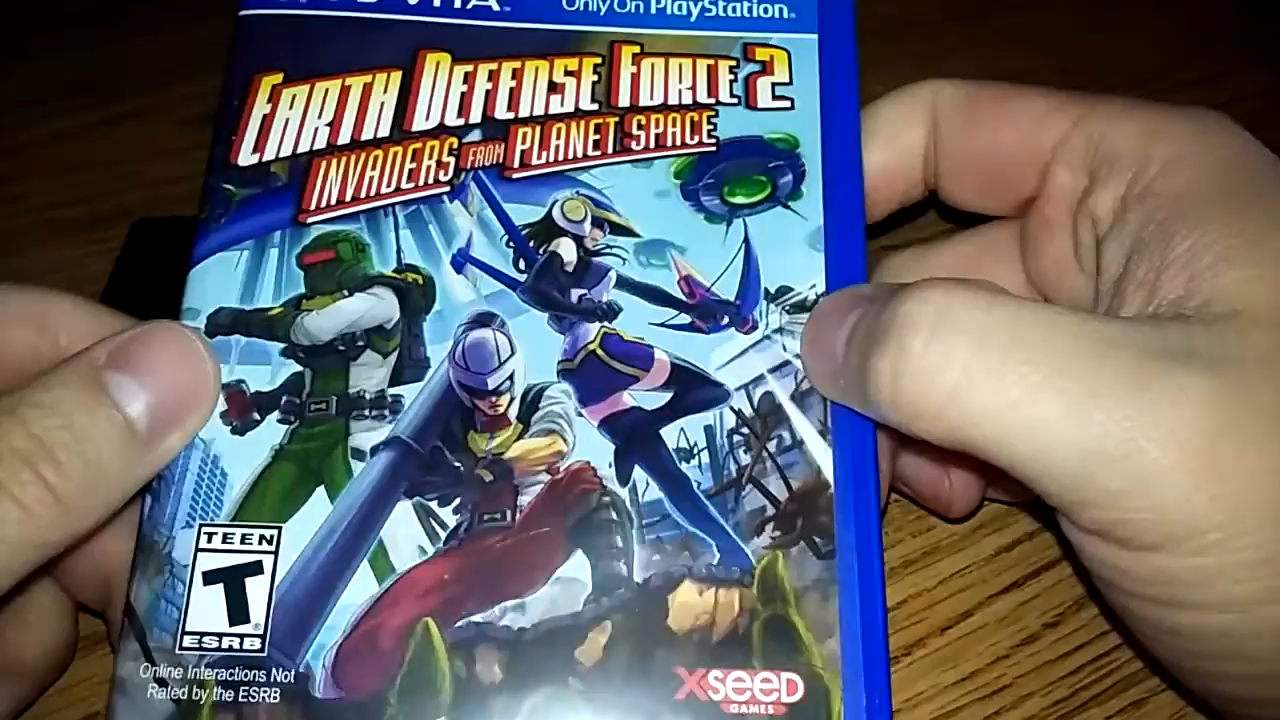 VITA™
Only On PlayStation®
EARTH DEFENSE FORCE 2
INVADERS FROM PLANET SPACE
TEEN
T
®
ESRB
Online Interactions Not
Rated by the ESRB
XSEED
GAMES